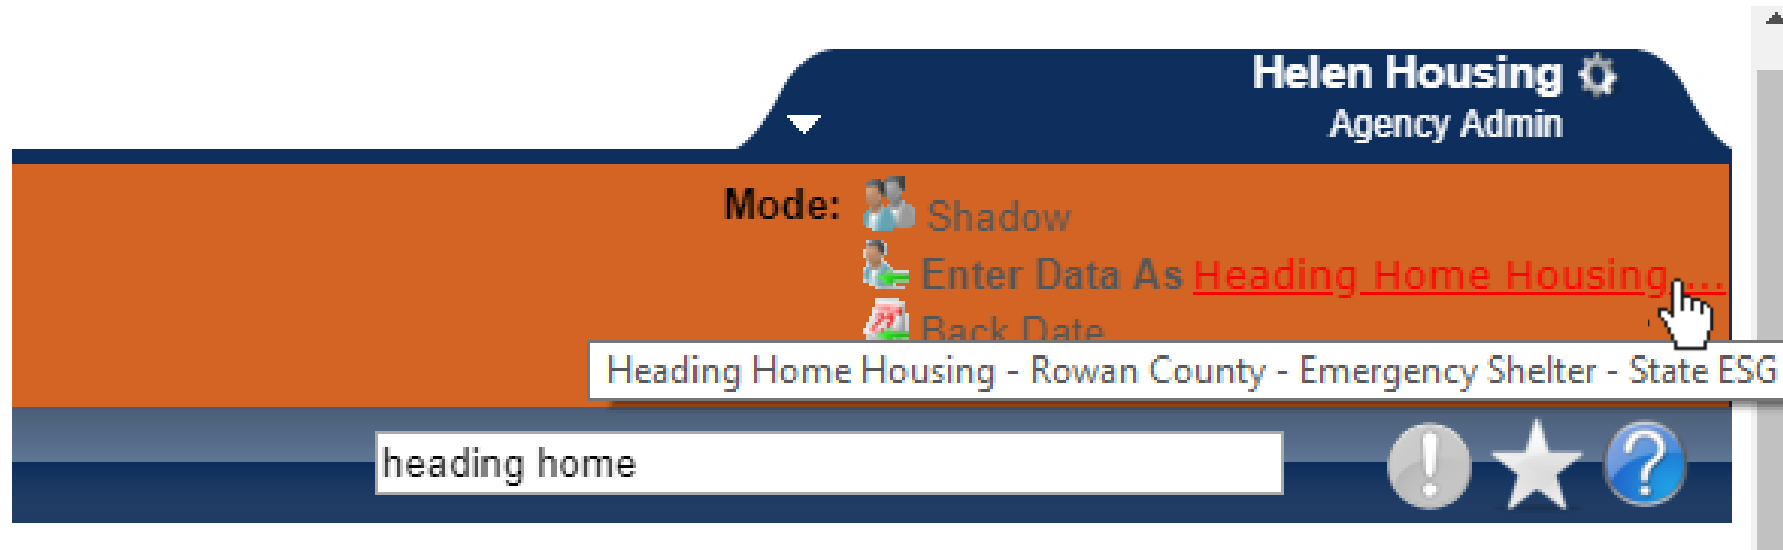 Helen Housing
Agency Admin
Mode: Shadow
Enter Data As Heading Home Housing ...
Back Date
Heading Home Housing - Rowan County - Emergency Shelter - State ESG
heading home